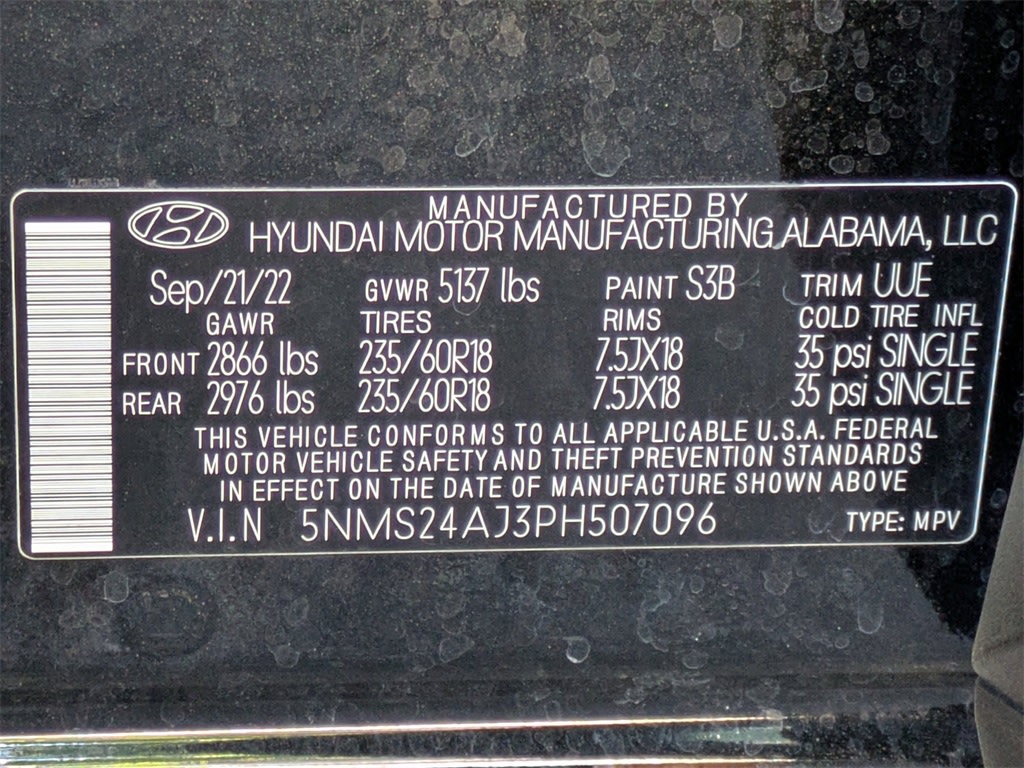 MANUFACTURED BY
HYUNDAI MOTOR MANUFACTURING ALABAMA, LLC
Sep/21/22 GVWR 5137 lbs PAINT S3B TRIM UUE
GAWR TIRES RIMS COLD TIRE INFL
FRONT 2866 lbs 235/60R18 7.5JX18 35 psi SINGLE
REAR 2976 lbs 235/60R18 7.5JX18 35 psi SINGLE
THIS VEHICLE CONFORMS TO ALL APPLICABLE U.S.A. FEDERAL
MOTOR VEHICLE SAFETY AND THEFT PREVENTION STANDARDS
IN EFFECT ON THE DATE OF MANUFACTURE SHOWN ABOVE
V.I.N 5NMS24AJ3PH507096 TYPE: MPV